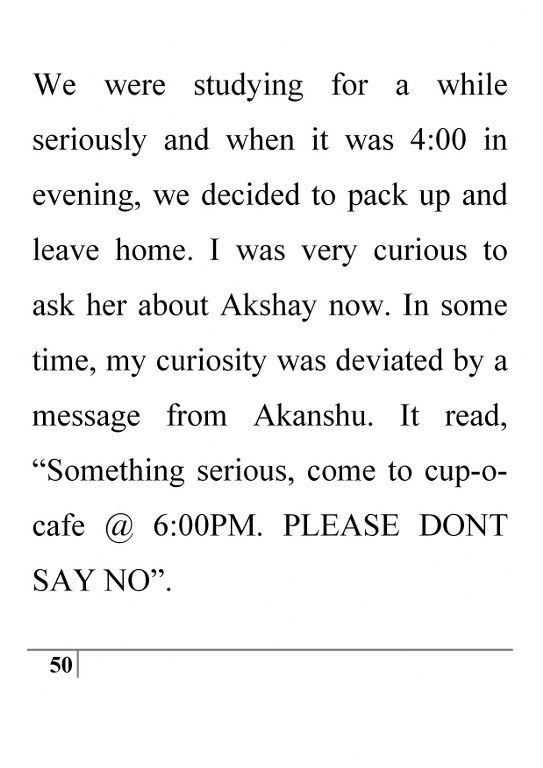 We were studying for a while
seriously and when it was 4:00 in
evening, we decided to pack up and
leave home. I was very curious to
ask her about Akshay now. In some
time, my curiosity was deviated by a
message from Akanshu. It read,
“Something serious, come to cup-o-
cafe @ 6:00PM. PLEASE DONT
SAY NO”.
50